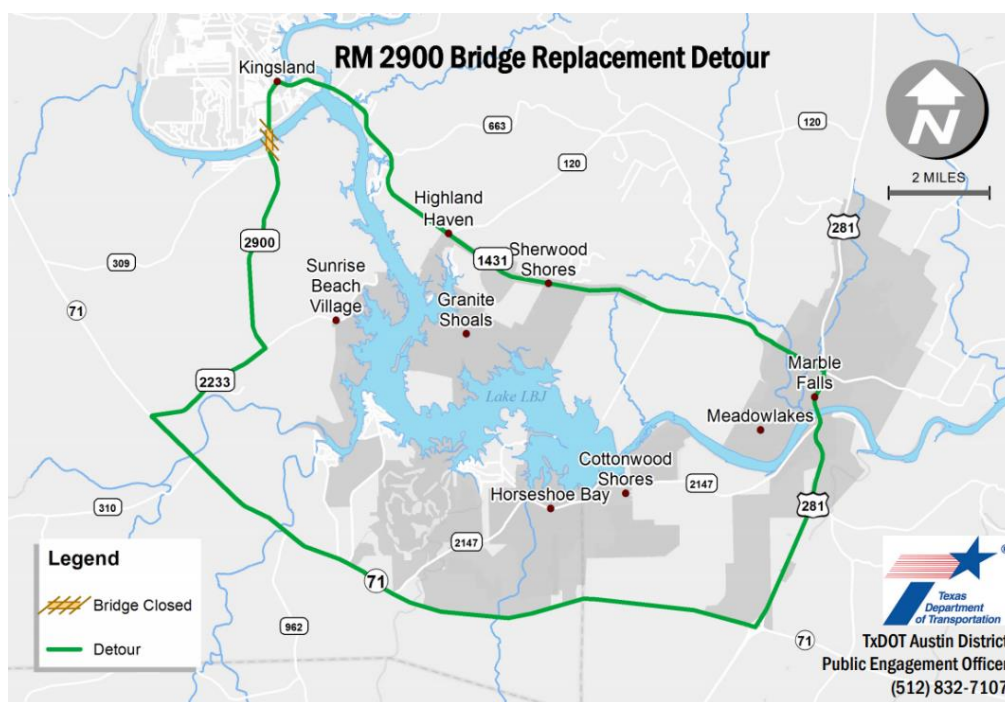 RM 2900 Bridge Replacement Detour
Kingsland
663
120
120
N
2 MILES
Highland
Haven
281
2900
1431
Sherwood
Shores
309
Sunrise
Beach
Village
Granite
Shoals
71
2233
Marble
Falls
Lake LBJ
Meadowlakes
Cottonwood
Shores
2147
Horseshoe Bay
281
310
2147
Legend
Bridge Closed
Detour
71
962
71
®
Texas
Department
of Transportation
TxDOT Austin District
Public Engagement Officer
(512) 832-7107